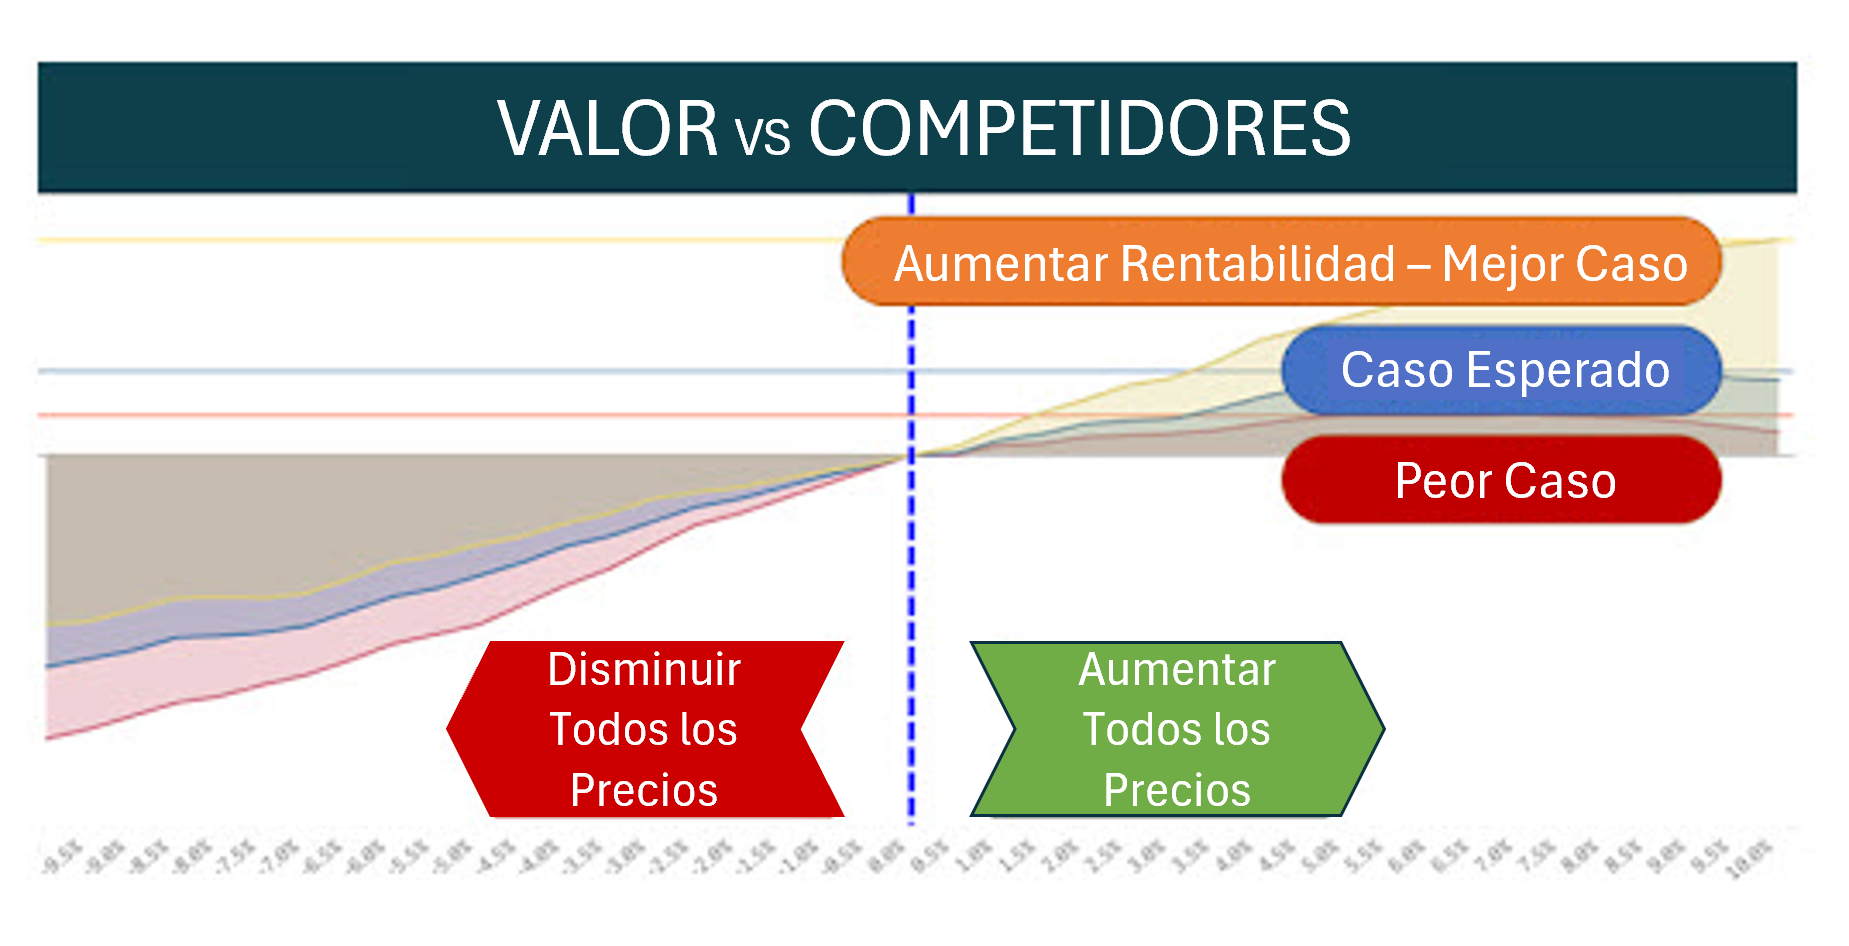 VALOR VS COMPETIDORES
Aumentar Rentabilidad – Mejor Caso
Caso Esperado
Peor Caso
Disminuir
Todos los
Precios
Aumentar
Todos los
Precios
-9.5% -9.0% -8.5% -8.0% -7.5% -7.0% -6.5% -6.0% -5.5% -5.0% -4.5% -4.0% -3.5% -3.0% -2.5% -2.0% -1.5% -1.0% -0.5% 0.0% 0.5% 1.0% 1.5% 2.0% 2.5% 3.0% 3.5% 4.0% 4.5% 5.0% 5.5% 6.0% 6.5% 7.0% 7.5% 8.0% 8.5% 9.0% 9.5% 10.0%